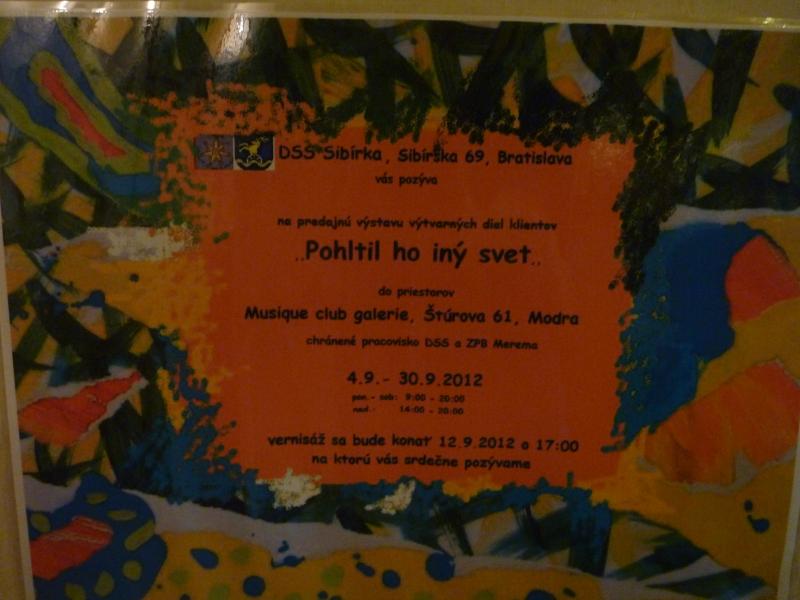 DSS Sibírka, Sibírska 69, Bratislava
vás pozýva
na predajnú výstavu výtvarných diel klientov
„Pohltil ho iný svet„
do priestorov
Musique club galerie, Štúrova 61, Modra
chránené pracovisko DSS a ZPB Merema
4.9.- 30.9.2012
pon.- sob: 9:00 - 20:00
ned.: 14:00 - 20:00
vernisáž sa bude konať 12.9.2012 o 17:00
na ktorú vás srdečne pozývame